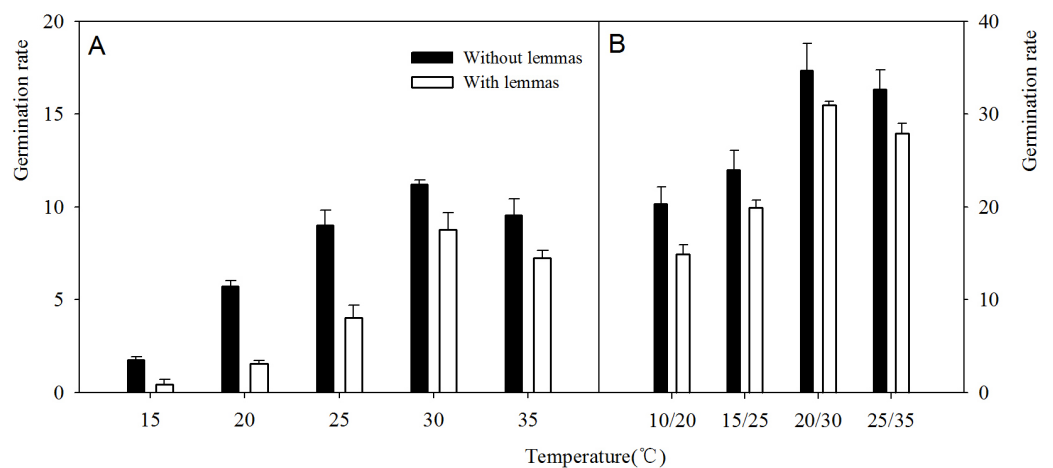 A
B
Without lemmas
With lemmas
Germination rate
20
15
10
5
0
15
20
25
30
35
10/20
15/25
20/30
25/35
40
30
20
10
0
Germination rate
Temperature(℃)